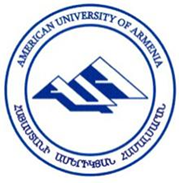 AMERICAN UNIVERSITY OF ARMENIA
ՀԱՅԱՍՏԱՆԻ ԱՄԵՐԻԿՅԱՆ ՀԱՄԱԼՍԱՐԱՆ